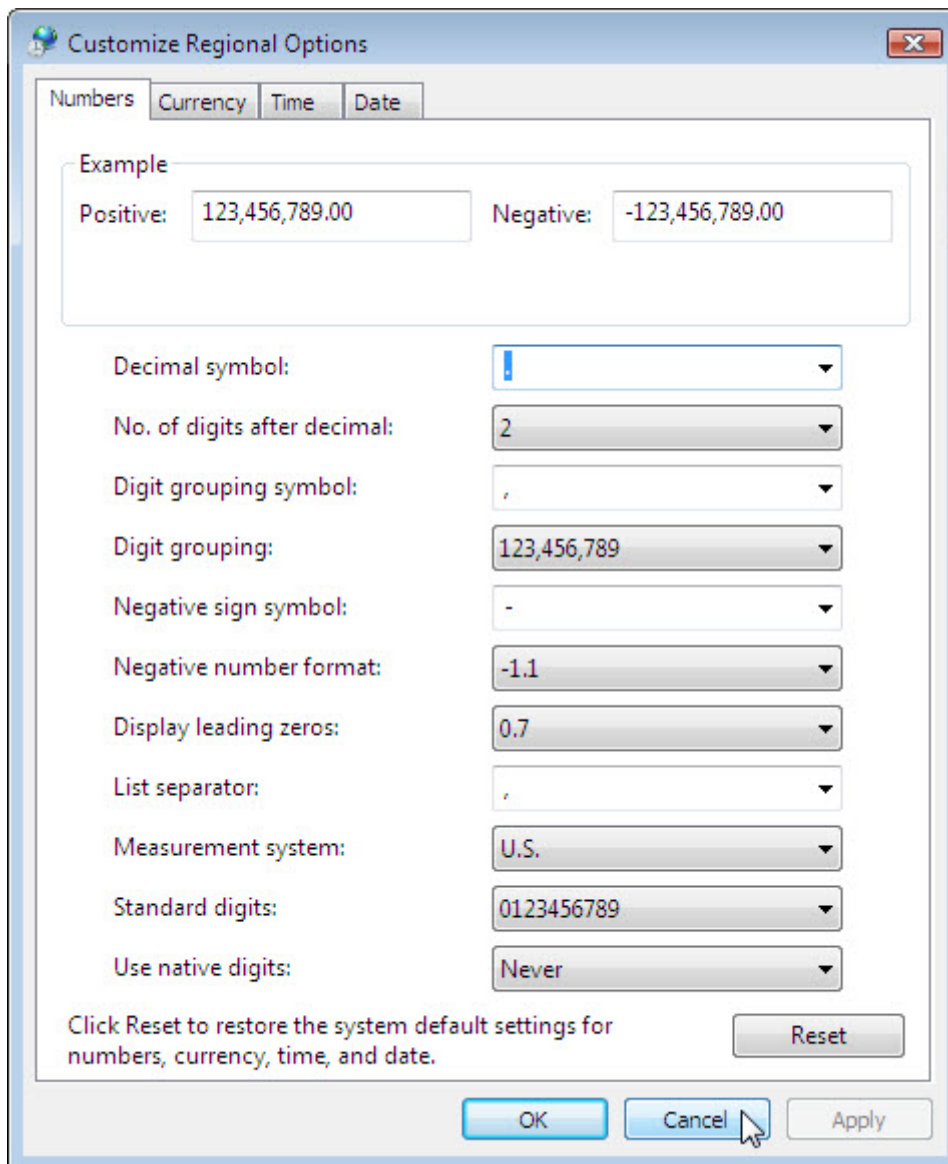 Customize Regional Options
Numbers Currency Time Date
Example
Positive: 123,456,789.00 Negative: -123,456,789.00
Decimal symbol: .
No. of digits after decimal: 2
Digit grouping symbol: ,
Digit grouping: 123,456,789
Negative sign symbol: -
Negative number format: -1.1
Display leading zeros: 0.7
List separator: ,
Measurement system: U.S.
Standard digits: 0123456789
Use native digits: Never
Click Reset to restore the system default settings for
numbers, currency, time, and date.
Reset
OK Cancel Apply